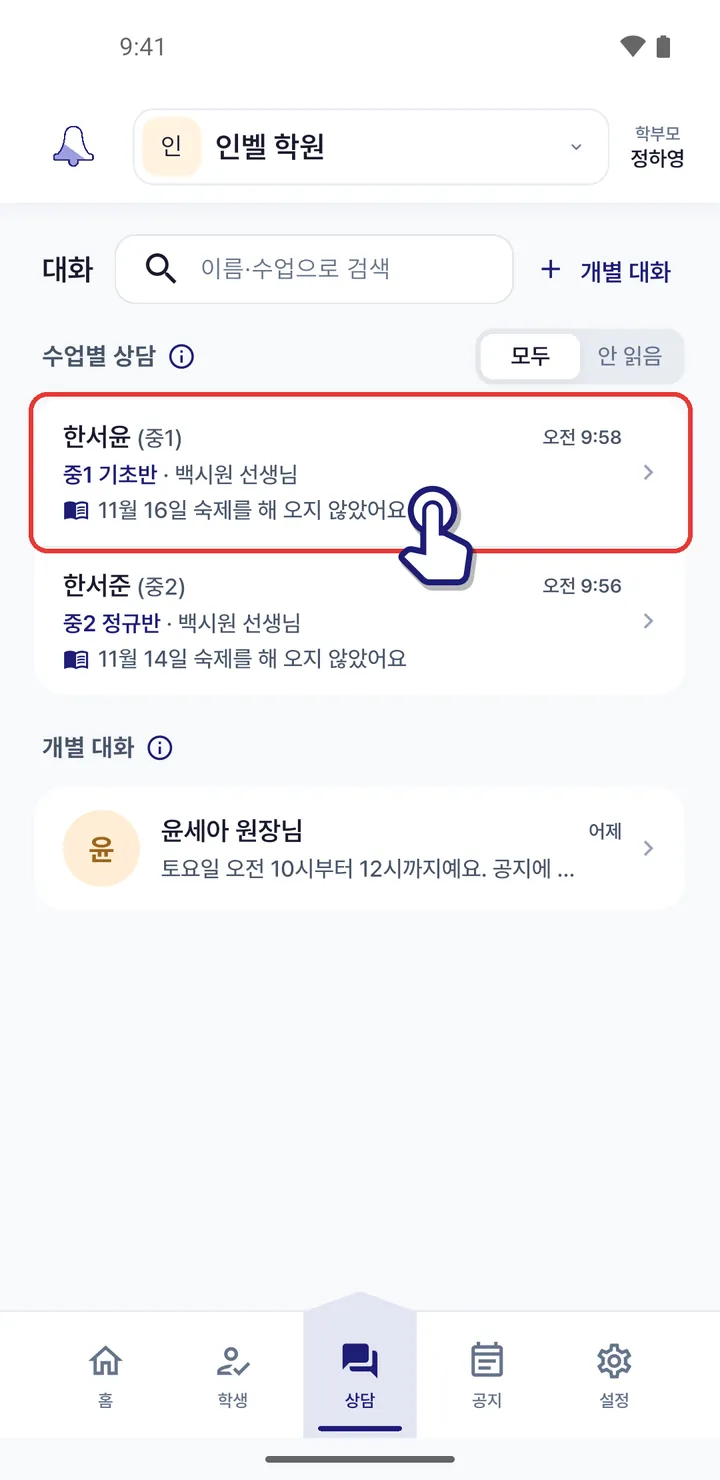 9:41
인 인벨 학원
학부모
정하영
대화
이름·수업으로 검색
+ 개별 대화
수업별 상담
모두
안 읽음
한서윤 (중1)
오전 9:58
중1 기초반 · 백시원 선생님
11월 16일 숙제를 해 오지 않았어요
한서준 (중2)
오전 9:56
중2 정규반 · 백시원 선생님
11월 14일 숙제를 해 오지 않았어요
개별 대화
윤
윤세아 원장님
어제
토요일 오전 10시부터 12시까지예요. 공지에 ...
홈
학생
상담
공지
설정